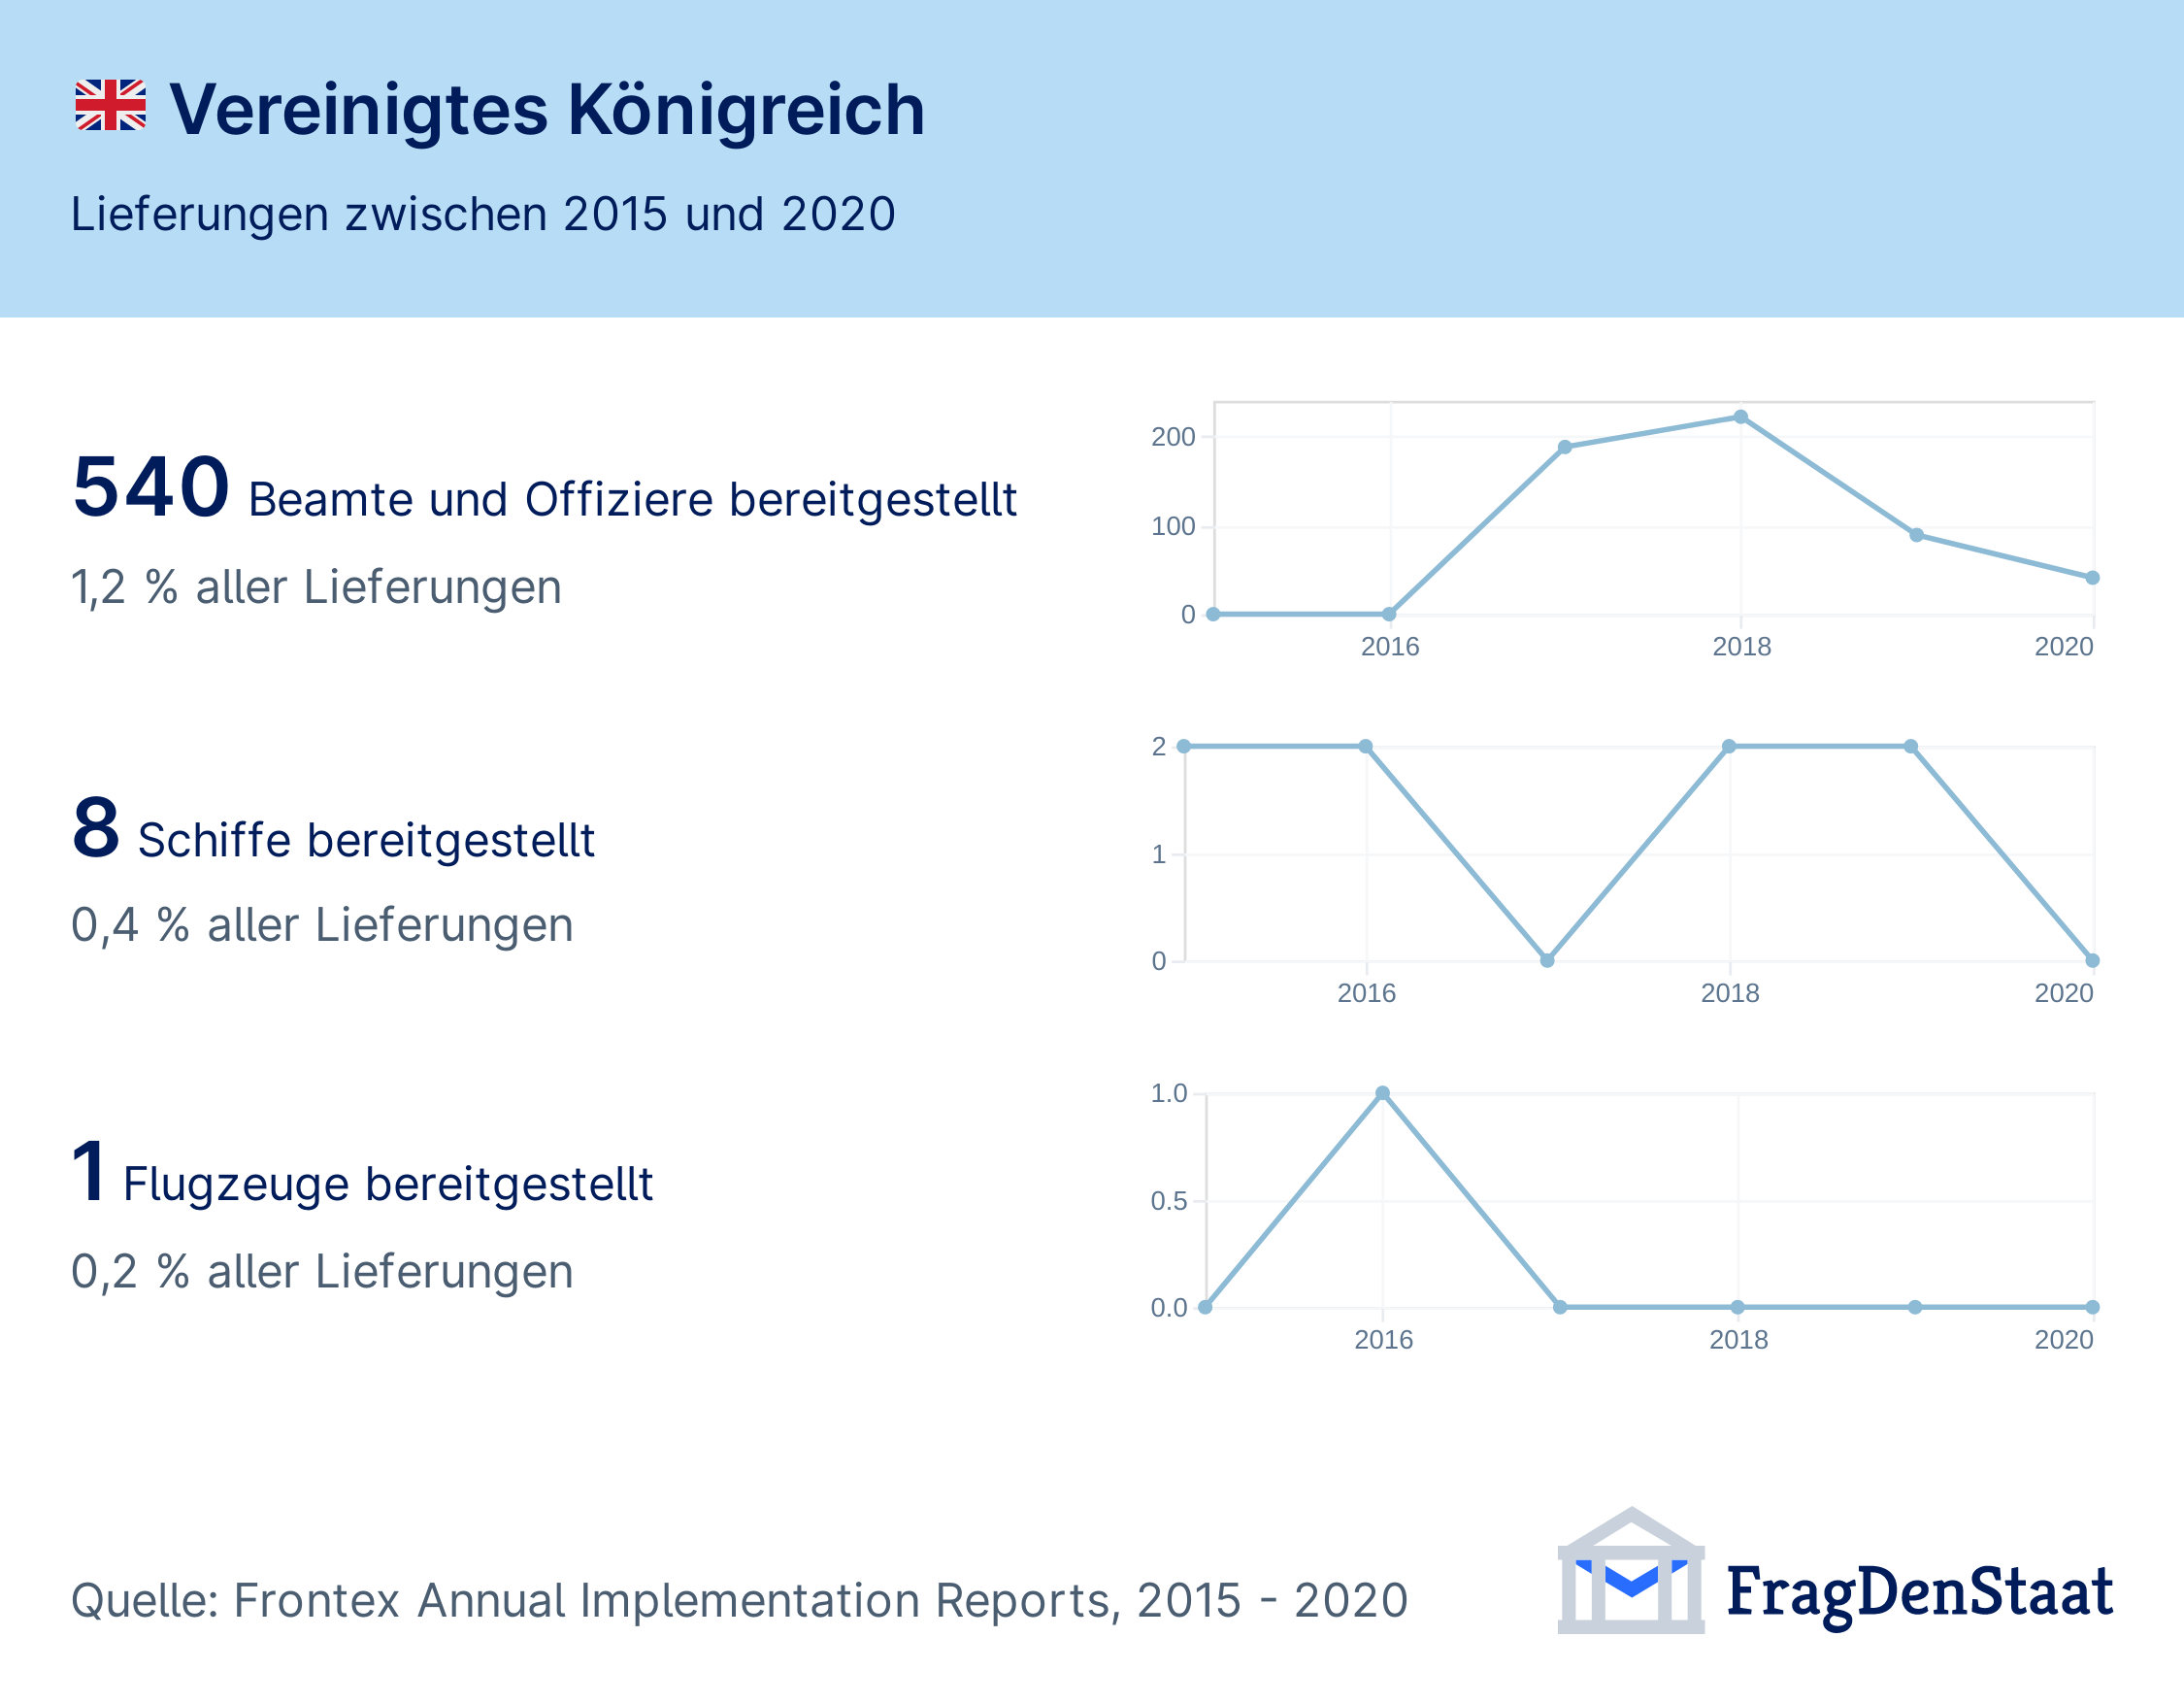 Vereinigtes Königreich
Lieferungen zwischen 2015 und 2020
540 Beamte und Offiziere bereitgestellt
1,2 % aller Lieferungen
200
100
0
2016 2018 2020
8 Schiffe bereitgestellt
0,4 % aller Lieferungen
2
1
0
2016 2018 2020
1 Flugzeuge bereitgestellt
0,2 % aller Lieferungen
1.0
0.5
0.0
2016 2018 2020
Quelle: Frontex Annual Implementation Reports, 2015 - 2020
FragDenStaat